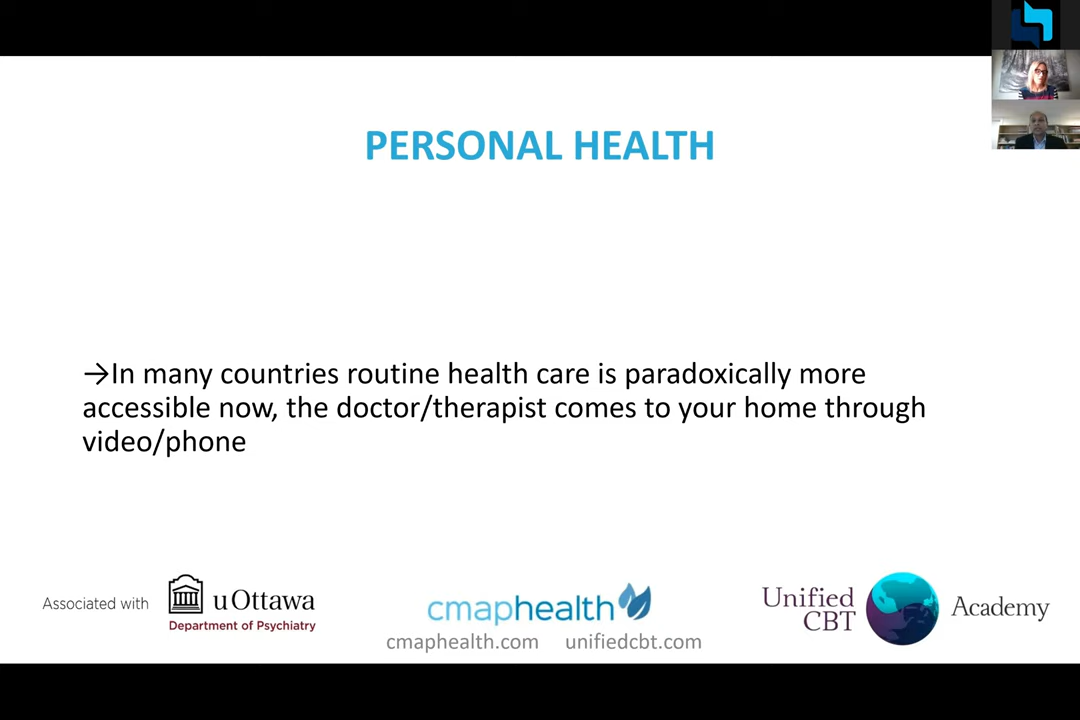 PERSONAL HEALTH
→In many countries routine health care is paradoxically more
accessible now, the doctor/therapist comes to your home through
video/phone
Associated with
uOttawa
Department of Psychiatry
cmaphealth
cmaphealth.com unifiedcbt.com
Unified
CBT
Academy